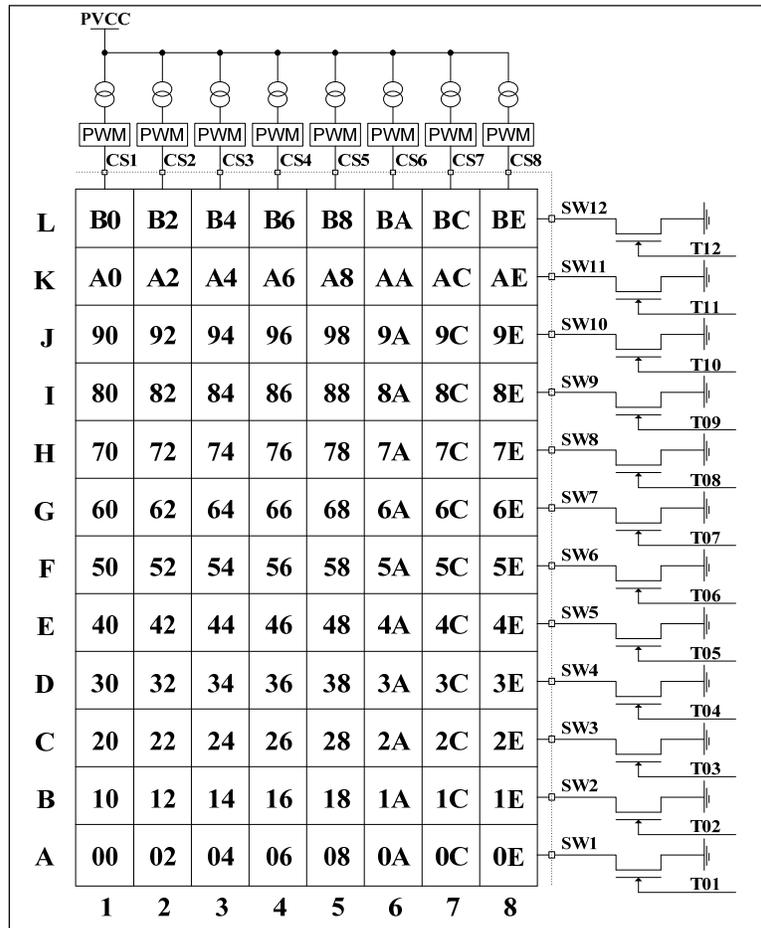 PVCC
PWM PWM PWM PWM PWM PWM PWM PWM
CS1 CS2 CS3 CS4 CS5 CS6 CS7 CS8
L B0 B2 B4 B6 B8 BA BC BE SW12
T12
K A0 A2 A4 A6 A8 AA AC AE SW11
T11
J 90 92 94 96 98 9A 9C 9E SW10
T10
I 80 82 84 86 88 8A 8C 8E SW9
T09
H 70 72 74 76 78 7A 7C 7E SW8
T08
G 60 62 64 66 68 6A 6C 6E SW7
T07
F 50 52 54 56 58 5A 5C 5E SW6
T06
E 40 42 44 46 48 4A 4C 4E SW5
T05
D 30 32 34 36 38 3A 3C 3E SW4
T04
C 20 22 24 26 28 2A 2C 2E SW3
T03
B 10 12 14 16 18 1A 1C 1E SW2
T02
A 00 02 04 06 08 0A 0C 0E SW1
T01
1 2 3 4 5 6 7 8